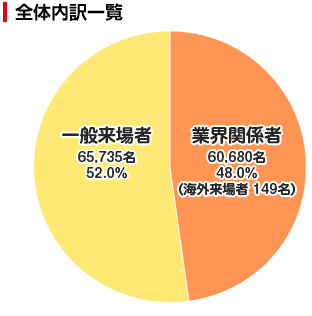 全体内訳一覧
一般来場者
65,735名
52.0%
業界関係者
60,680名
48.0%
(海外来場者 149名)